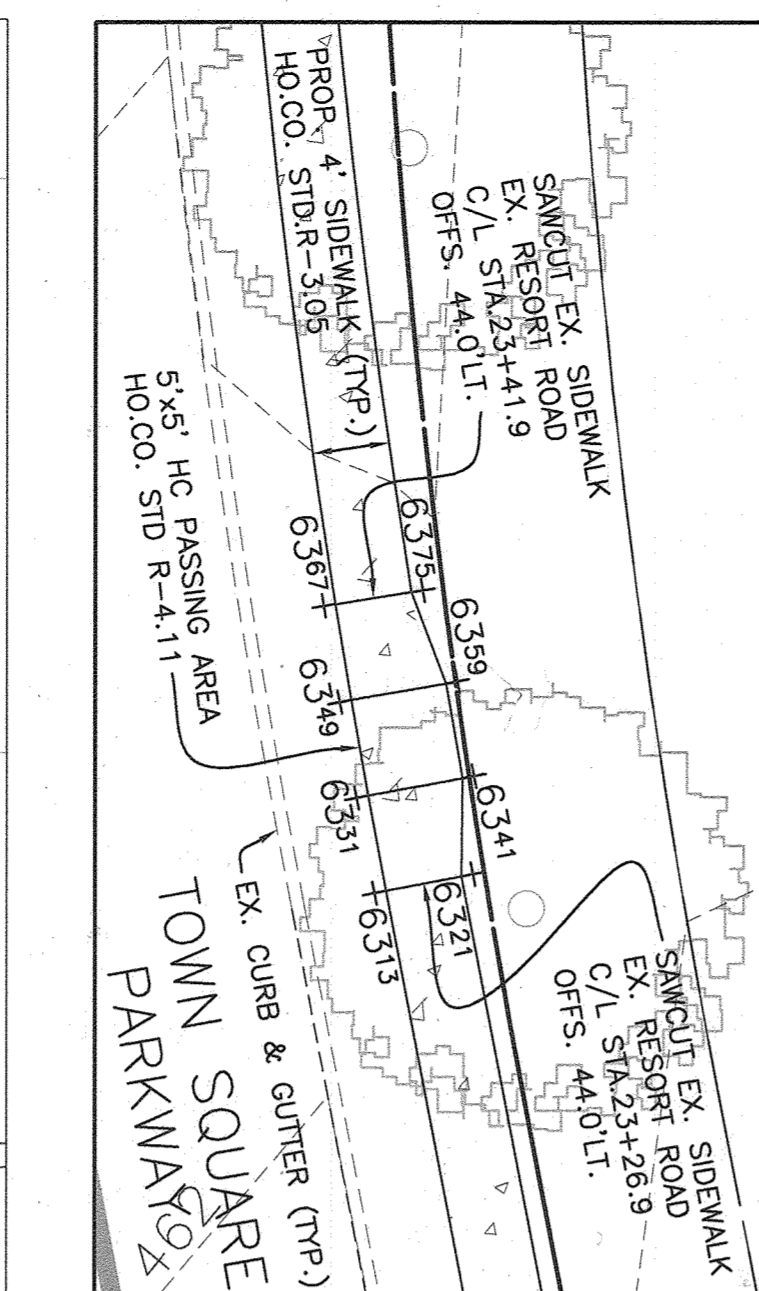 SAWCUT EX. SIDEWALK
EX. RESORT ROAD
C/L STA.23+41.9
OFFS. 44.0'LT.
PROP. 4' SIDEWALK (TYP.)
HO.CO. STD.R-3.05
5'x5' HC PASSING AREA
HO.CO. STD R-4.11
6375
6367
6359
6349
6341
6331
6321
6313
SAWCUT EX. SIDEWALK
EX. RESORT ROAD
C/L STA.23+26.9
OFFS. 44.0'LT.
EX. CURB & GUTTER (TYP.)
TOWN SQUARE
PARKWAY